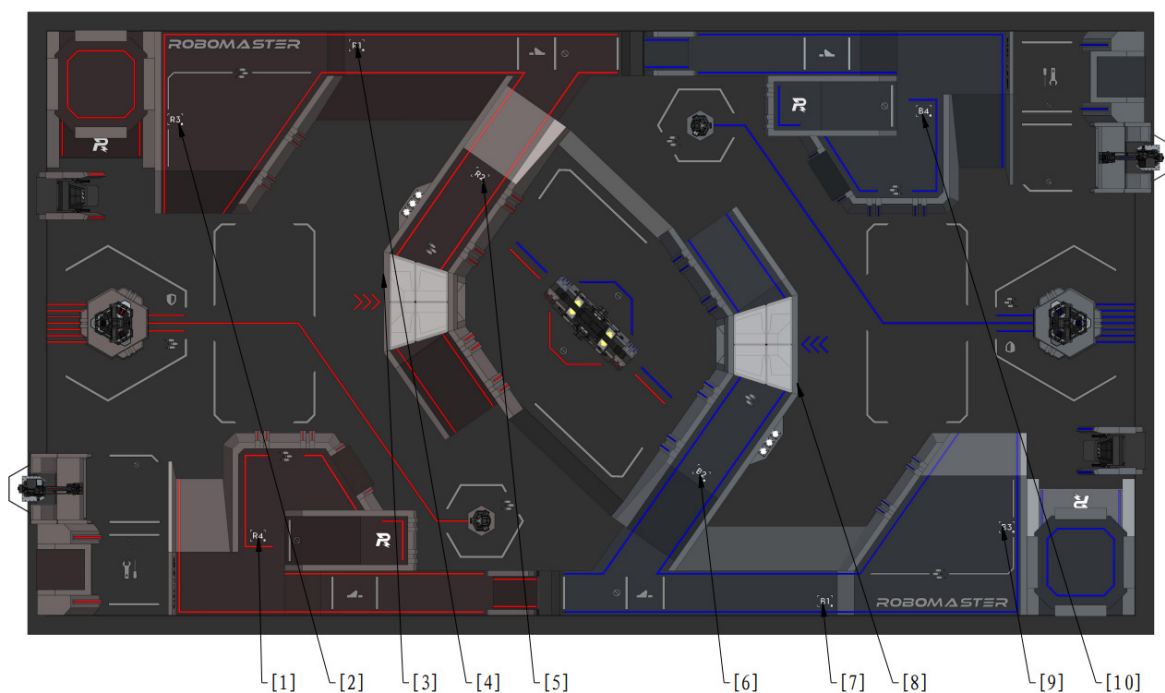 ROBOMASTER
R1
R3
B4
R2
B2
R4
B3
B1
ROBOMASTER
[1] [2] [3] [4] [5] [6] [7] [8] [9] [10]